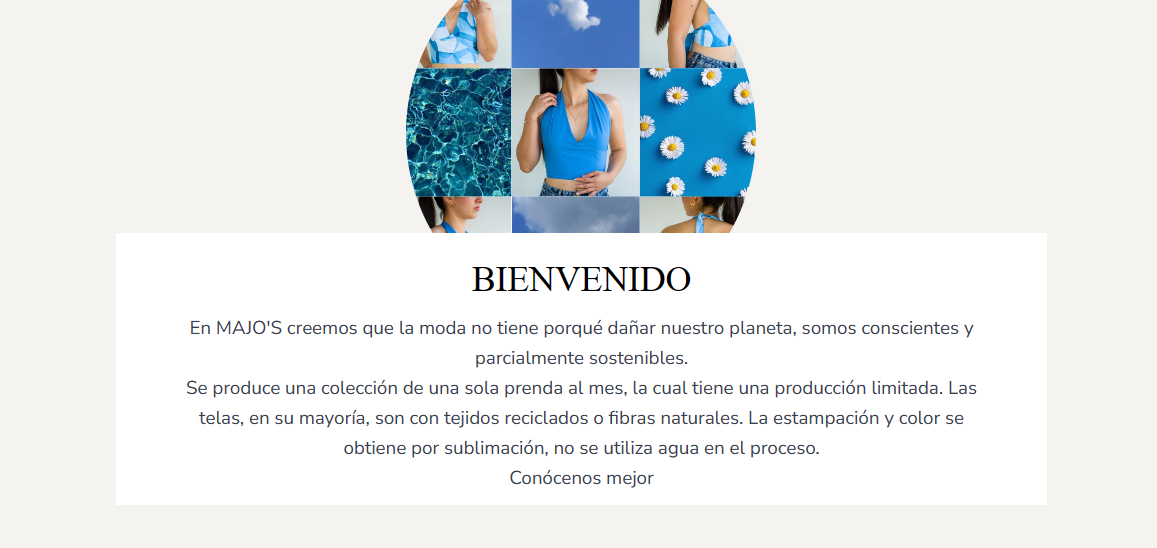 BIENVENIDO
En MAJO'S creemos que la moda no tiene porqué dañar nuestro planeta, somos conscientes y
parcialmente sostenibles.
Se produce una colección de una sola prenda al mes, la cual tiene una producción limitada. Las
telas, en su mayoría, son con tejidos reciclados o fibras naturales. La estampación y color se
obtiene por sublimación, no se utiliza agua en el proceso.
Conócenos mejor